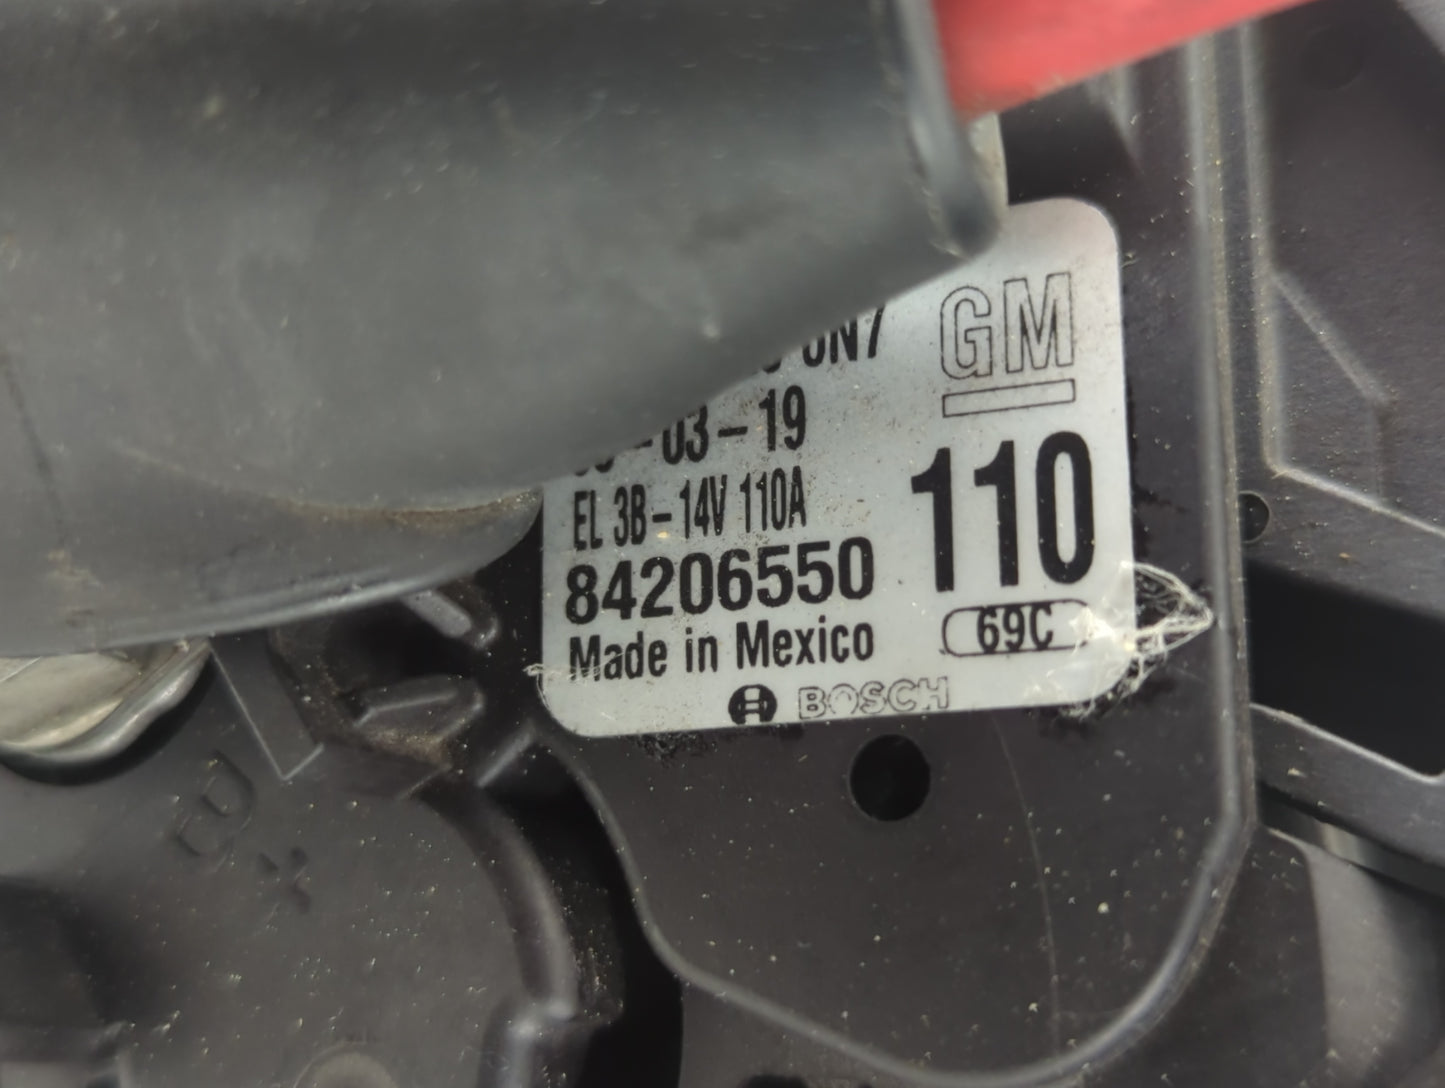 GM
03-19
EL 3B-14V 110A
110
84206550
69C
Made in Mexico
BOSCH
B+